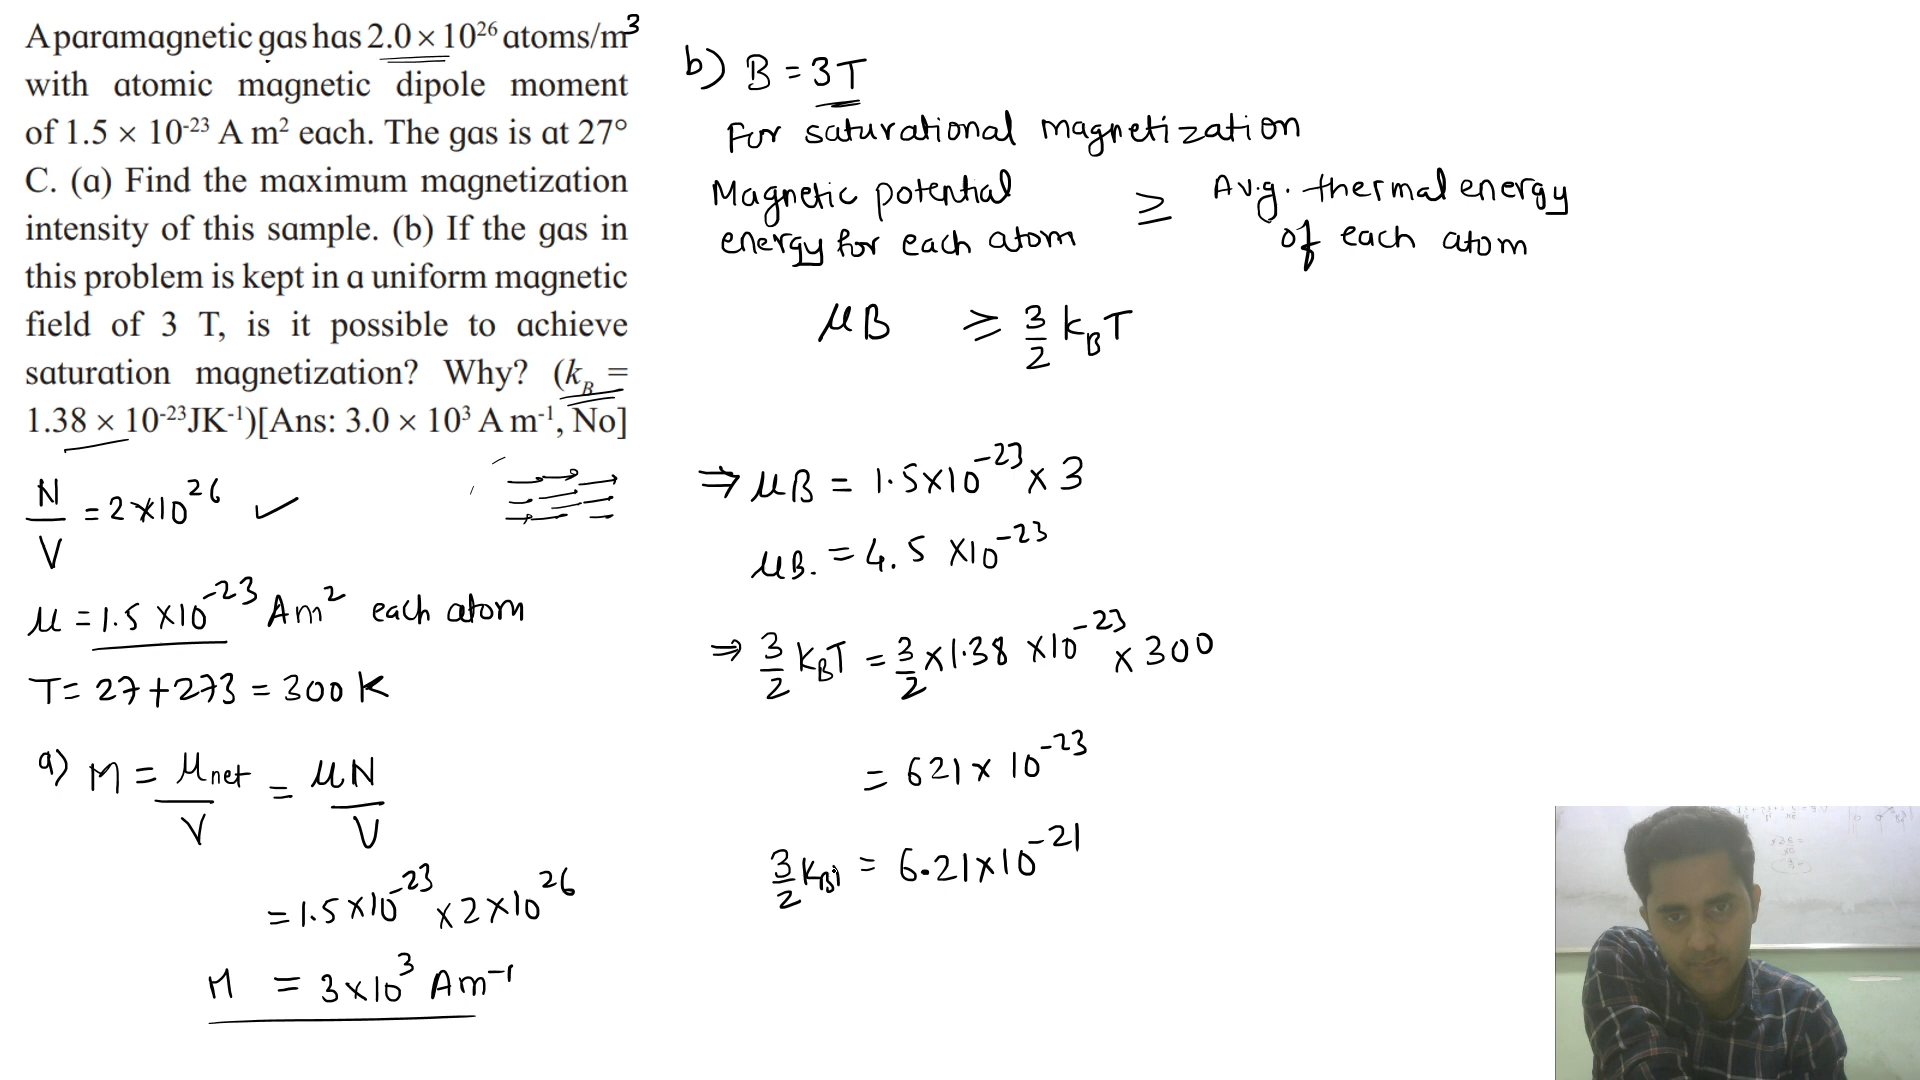 A paramagnetic gas has 2.0 × 10²⁶ atoms/m³
with atomic magnetic dipole moment
of 1.5 × 10⁻²³ A m² each. The gas is at 27°
C. (a) Find the maximum magnetization
intensity of this sample. (b) If the gas in
this problem is kept in a uniform magnetic
field of 3 T, is it possible to achieve
saturation magnetization? Why? (k_B =
1.38 × 10⁻²³JK⁻¹)[Ans: 3.0 × 10³ A m⁻¹, No]
N/V = 2×10²⁶ ✓
μ = 1.5 ×10⁻²³ Am² each atom
T = 27+273 = 300 K
a) M = μnet/V = μN/V
= 1.5 ×10⁻²³ × 2×10²⁶
M = 3×10³ Am⁻¹
b) B = 3T
For saturational magnetization
Magnetic potential energy for each atom ≥ Avg. thermal energy of each atom
μB ≥ 3/2 k_BT
⇒ μB = 1.5×10⁻²³ × 3
μB. = 4.5 ×10⁻²³
⇒ 3/2 K_BT = 3/2 ×1.38 ×10⁻²³ × 300
= 621× 10⁻²³
3/2 K_BT = 6.21×10⁻²¹